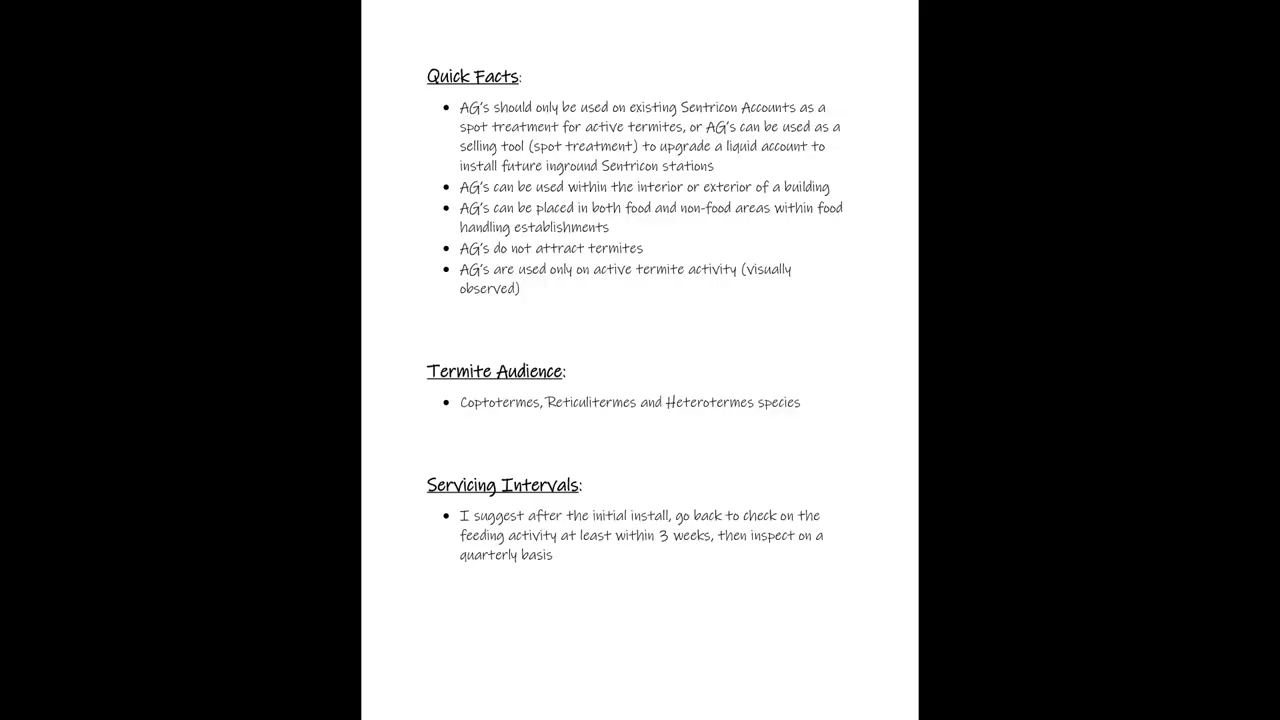 Quick Facts:
• AG's should only be used on existing Sentricon Accounts as a
spot treatment for active termites, or AG's can be used as a
selling tool (spot treatment) to upgrade a liquid account to
install future inground Sentricon stations
• AG's can be used within the interior or exterior of a building
• AG's can be placed in both food and non-food areas within food
handling establishments
• AG's do not attract termites
• AG's are used only on active termite activity (visually
observed)
Termite Audience:
• Coptotermes, Reticulitermes and Heterotermes species
Servicing Intervals:
• I suggest after the initial install, go back to check on the
feeding activity at least within 3 weeks, then inspect on a
quarterly basis